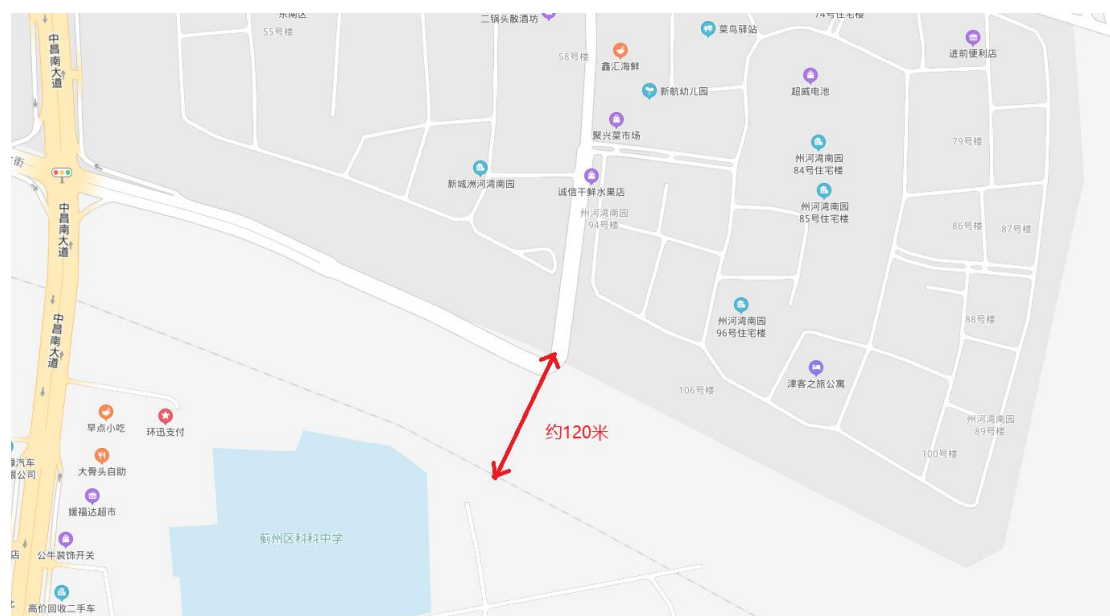 二锅头散酒坊
55号楼
中昌南大道
菜鸟驿站
进前便利店
58号楼
鑫汇海鲜
新航幼儿园
超威电池
聚兴菜市场
79号楼
州河湾南园
84号住宅楼
街
新城洲河湾南园
诚信干鲜水果店
州河湾南园
85号住宅楼
州河湾南园
94号楼
86号楼
87号楼
中昌南大道
中昌南大道
州河湾南园
96号住宅楼
88号楼
津客之旅公寓
106号楼
早点小吃
环迅支付
约120米
州河湾南园
89号楼
100号楼
汽车
限公司
大骨头自助
媛福达超市
蓟州区科科中学
店
公牛装饰开关
高价回收二手车